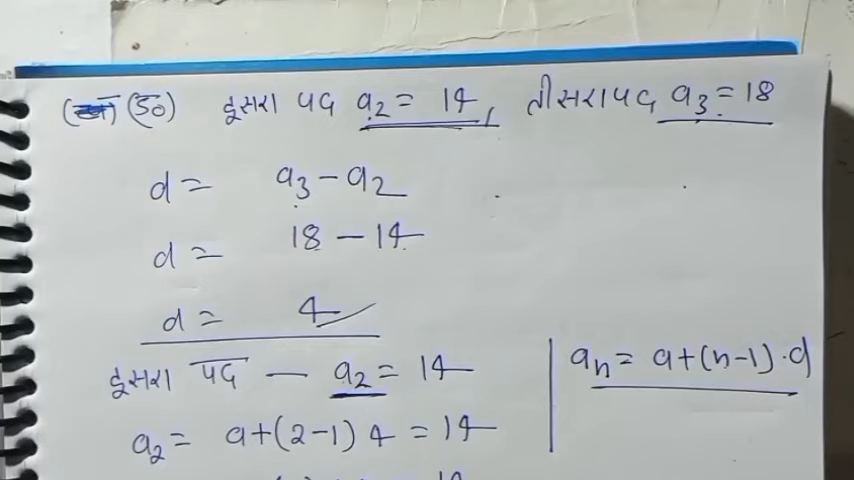 (ड०) दूसरा पद a₂ = 14, तीसरा पद a₃ = 18
d = a₃ - a₂
d = 18 - 14
d = 4
दूसरा पद — a₂ = 14
aₙ = a+(n-1)·d
a₂ = a+(2-1) 4 = 14